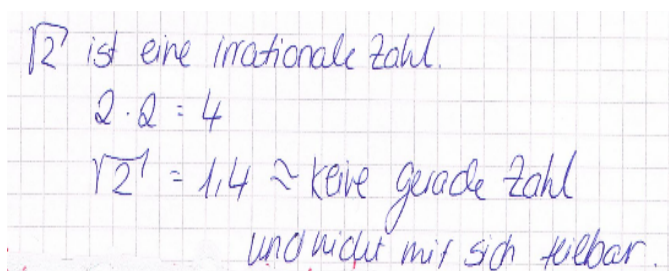 √2 ist eine irrationale Zahl.
2 · 2 = 4
√2 = 1,4 ≈ keine gerade Zahl
und nicht mit sich teilbar.